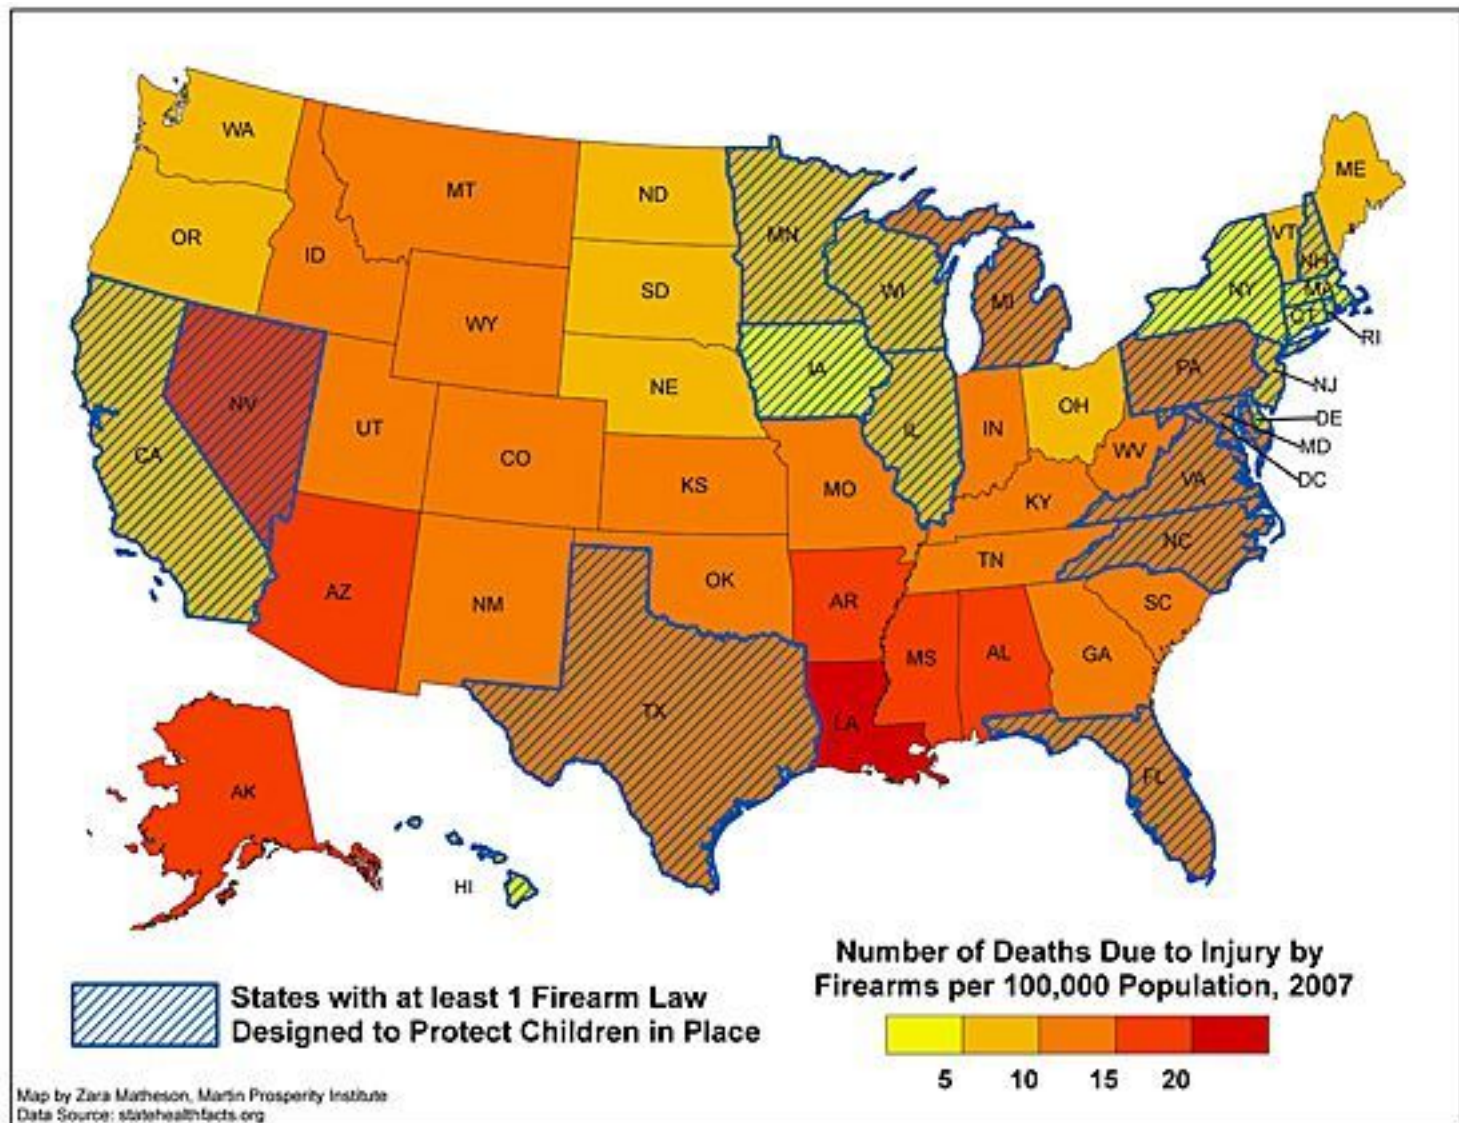 WA
MT
ND
ME
OR
ID
MN
VT
NH
SD
WI
NY
MA
WY
MI
CT
RI
NE
IA
PA
NJ
NV
UT
OH
DE
CA
CO
IL
IN
MD
WV
KS
MO
VA
DC
KY
NC
TN
AZ
OK
NM
AR
SC
MS
AL
GA
TX
LA
FL
AK
HI
Number of Deaths Due to Injury by
Firearms per 100,000 Population, 2007
5 10 15 20
States with at least 1 Firearm Law
Designed to Protect Children in Place
Map by Zara Matheson, Martin Prosperity Institute
Data Source: statehealthfacts.org